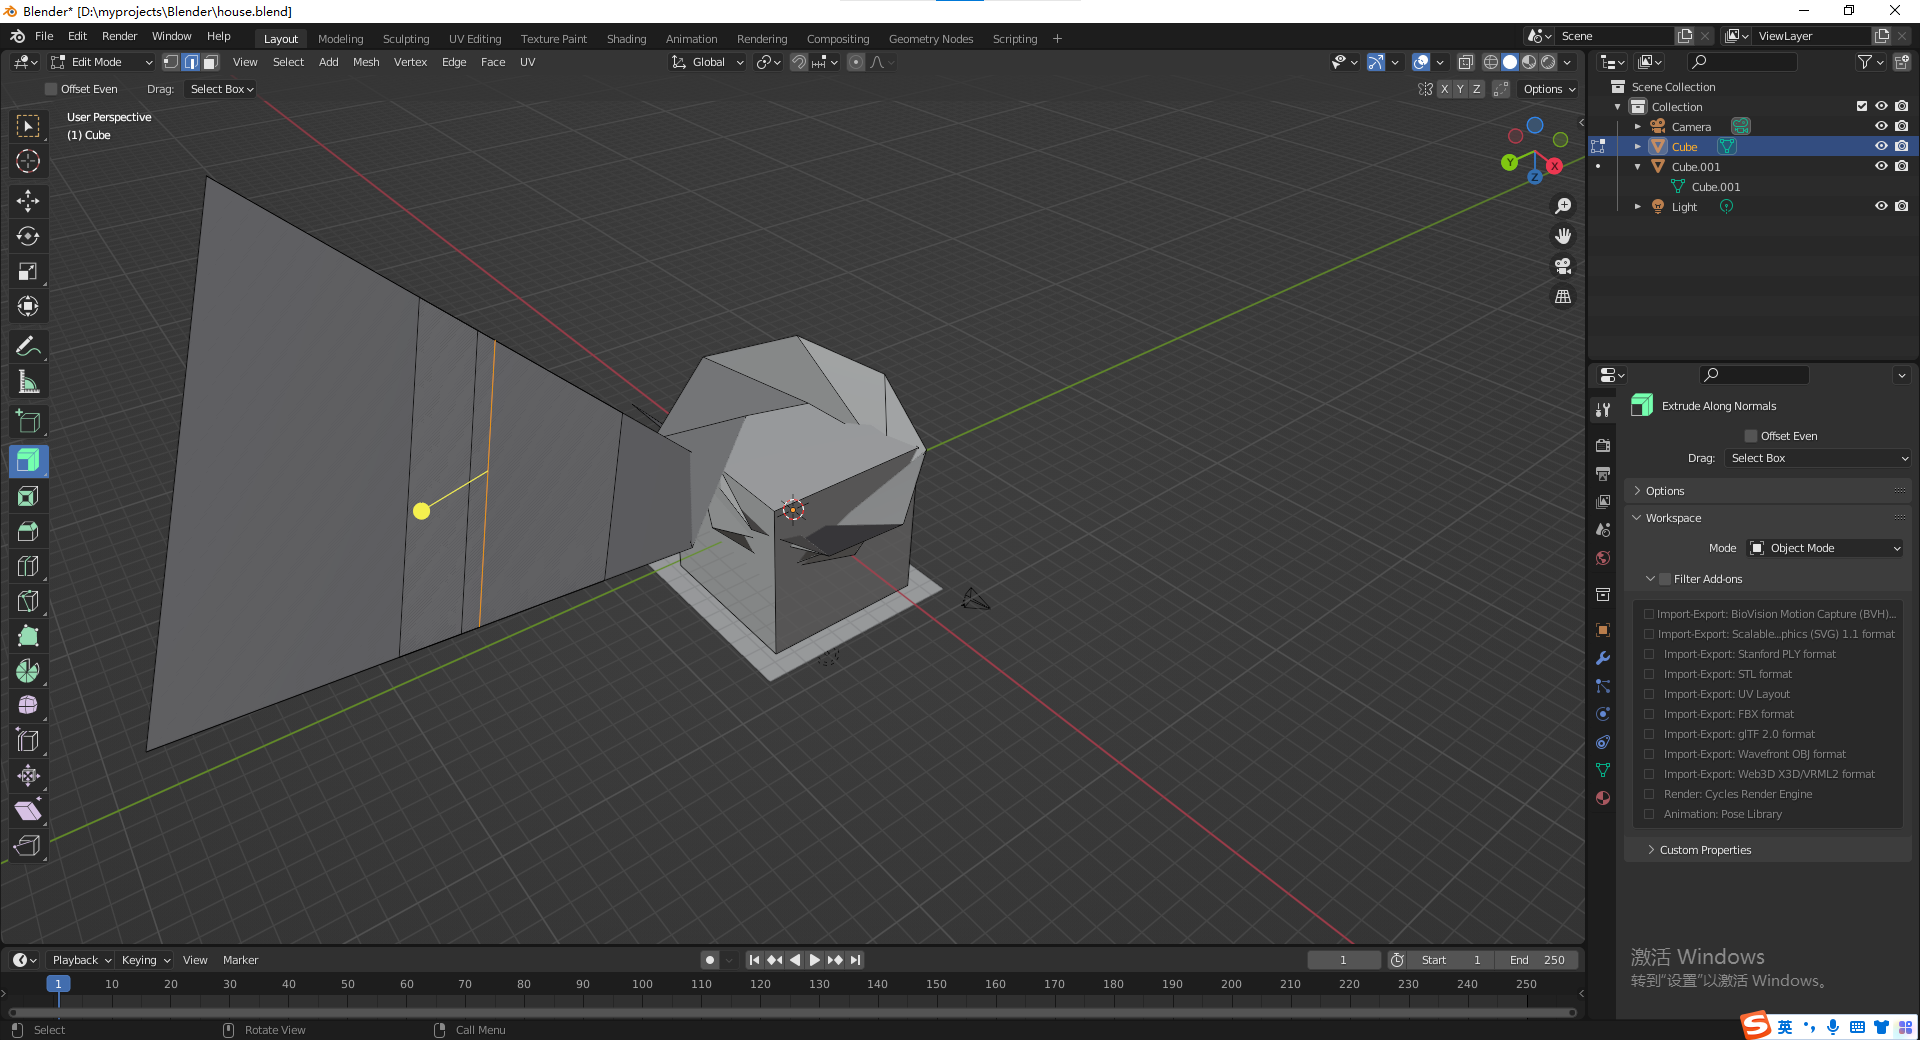 Blender* [D:\myprojects\Blender\house.blend]
File Edit Render Window Help Layout Modeling Sculpting UV Editing Texture Paint Shading Animation Rendering Compositing Geometry Nodes Scripting + Scene ViewLayer
Edit Mode View Select Add Mesh Vertex Edge Face UV Global
Offset Even Drag: Select Box X Y Z Options
User Perspective
(1) Cube
Y X Z
Scene Collection
Collection
Camera
Cube
Cube.001
Cube.001
Light
Extrude Along Normals
Offset Even
Drag: Select Box
Options
Workspace
Mode Object Mode
Filter Add-ons
Import-Export: BioVision Motion Capture (BVH)...
Import-Export: Scalable...phics (SVG) 1.1 format
Import-Export: Stanford PLY format
Import-Export: STL format
Import-Export: UV Layout
Import-Export: FBX format
Import-Export: glTF 2.0 format
Import-Export: Wavefront OBJ format
Import-Export: Web3D X3D/VRML2 format
Render: Cycles Render Engine
Animation: Pose Library
Custom Properties
激活 Windows
转到"设置"以激活 Windows。
Playback Keying View Marker 1 Start 1 End 250
1 10 20 30 40 50 60 70 80 90 100 110 120 130 140 150 160 170 180 190 200 210 220 230 240 250
Select Rotate View Call Menu
S 英